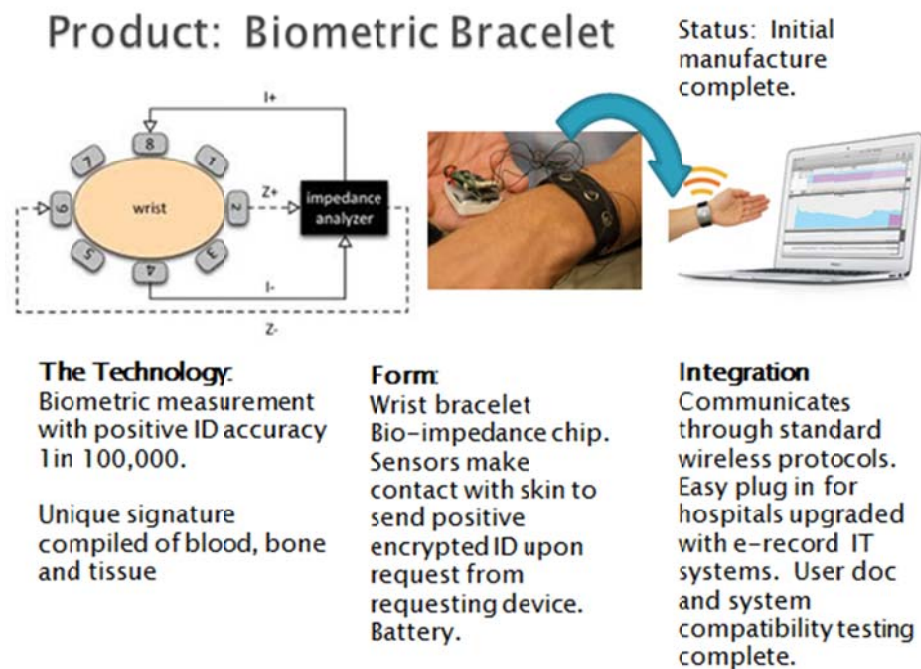 Product: Biometric Bracelet
Status: Initial
manufacture
complete.
I+
8
1
7
Z+
2
impedance
analyzer
wrist
6
3
5
4
I-
Z-
The Technology:
Biometric measurement
with positive ID accuracy
1in 100,000.
Unique signature
compiled of blood, bone
and tissue
Form:
Wrist bracelet
Bio-impedance chip.
Sensors make
contact with skin to
send positive
encrypted ID upon
request from
requesting device.
Battery.
Integration
Communicates
through standard
wireless protocols.
Easy plug in for
hospitals upgraded
with e-record IT
systems. User doc
and system
compatibility testing
complete.